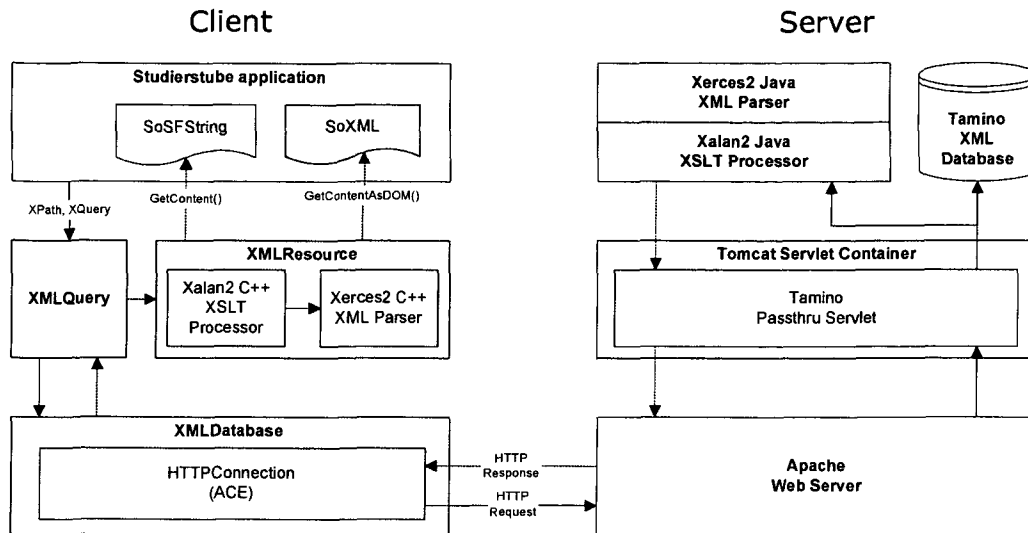 Client
Studierstube application
SoSFString
SoXML
GetContent()
GetContentAsDOM()
XPath, XQuery
XMLQuery
XMLResource
Xalan2 C++
XSLT
Processor
Xerces2 C++
XML Parser
XMLDatabase
HTTPConnection
(ACE)
HTTP
Response
HTTP
Request
Server
Xerces2 Java
XML Parser
Xalan2 Java
XSLT Processor
Tamino
XML
Database
Tomcat Servlet Container
Tamino
Passthru Servlet
Apache
Web Server